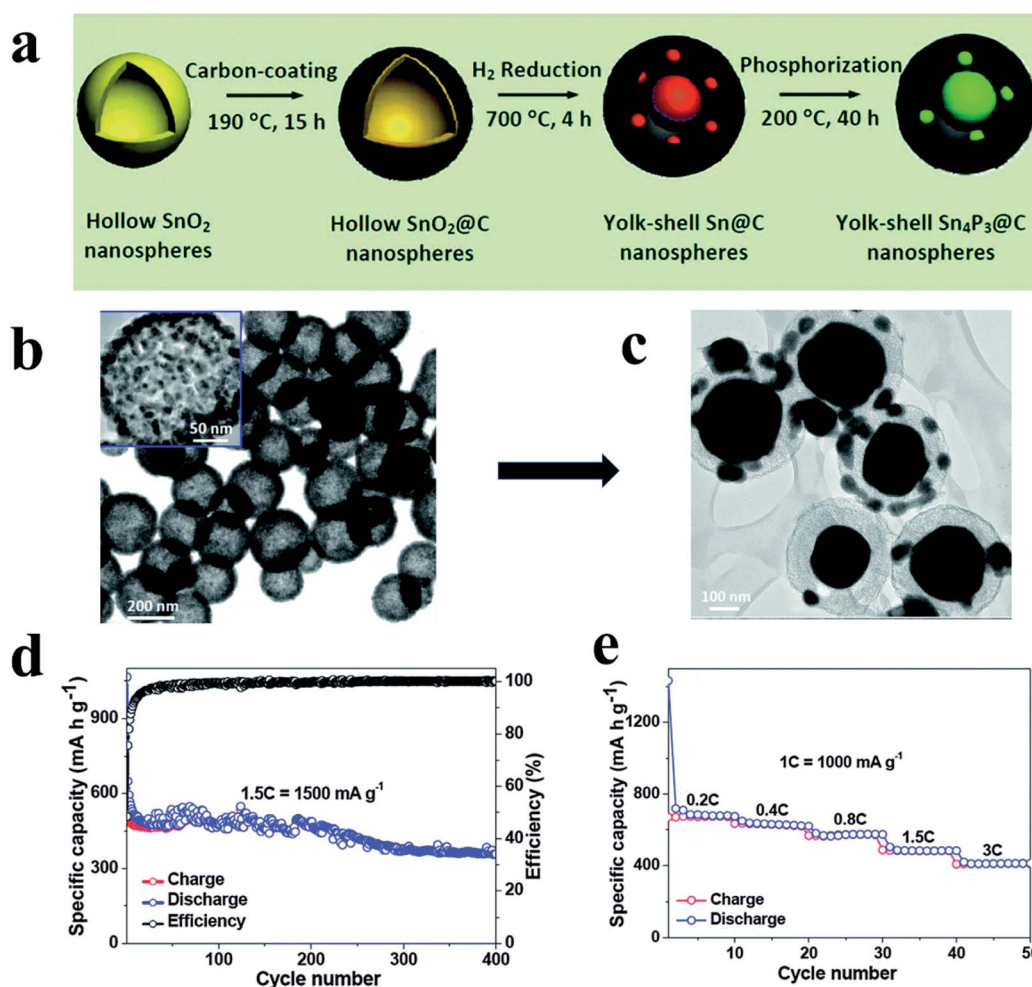 a
Carbon-coating
190 °C, 15 h
H₂ Reduction
700 °C, 4 h
Phosphorization
200 °C, 40 h
Hollow SnO₂
nanospheres
Hollow SnO₂@C
nanospheres
Yolk-shell Sn@C
nanospheres
Yolk-shell Sn₄P₃@C
nanospheres
b
50 nm
200 nm
c
100 nm
d
Specific capacity (mA h g⁻¹)
900
600
450
300
0
1.5C = 1500 mA g⁻¹
Charge
Discharge
Efficiency
100
80
60
40
20
0
Efficiency (%)
100
200
300
400
Cycle number
e
Specific capacity (mA h g⁻¹)
1200
800
400
0
1C = 1000 mA g⁻¹
0.2C
0.4C
0.8C
1.5C
3C
Charge
Discharge
10
20
30
40
Cycle number